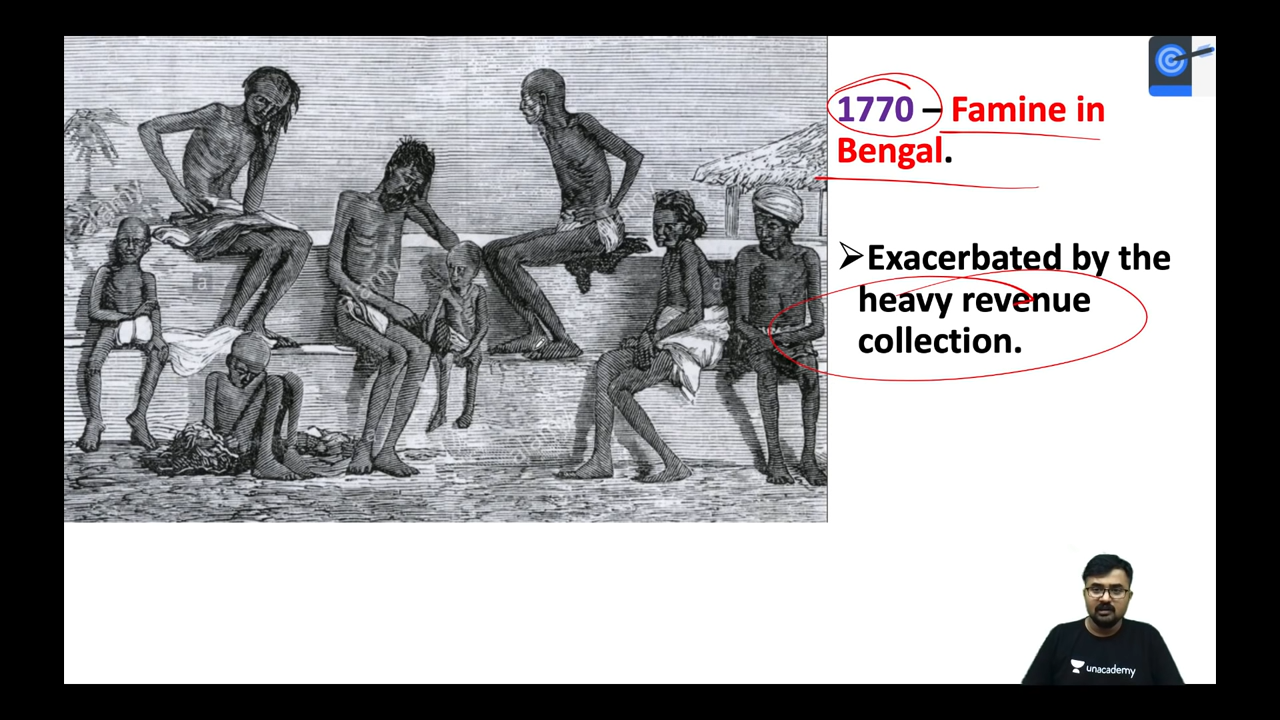 1770 – Famine in
Bengal.
➢Exacerbated by the
heavy revenue
collection.
unacademy